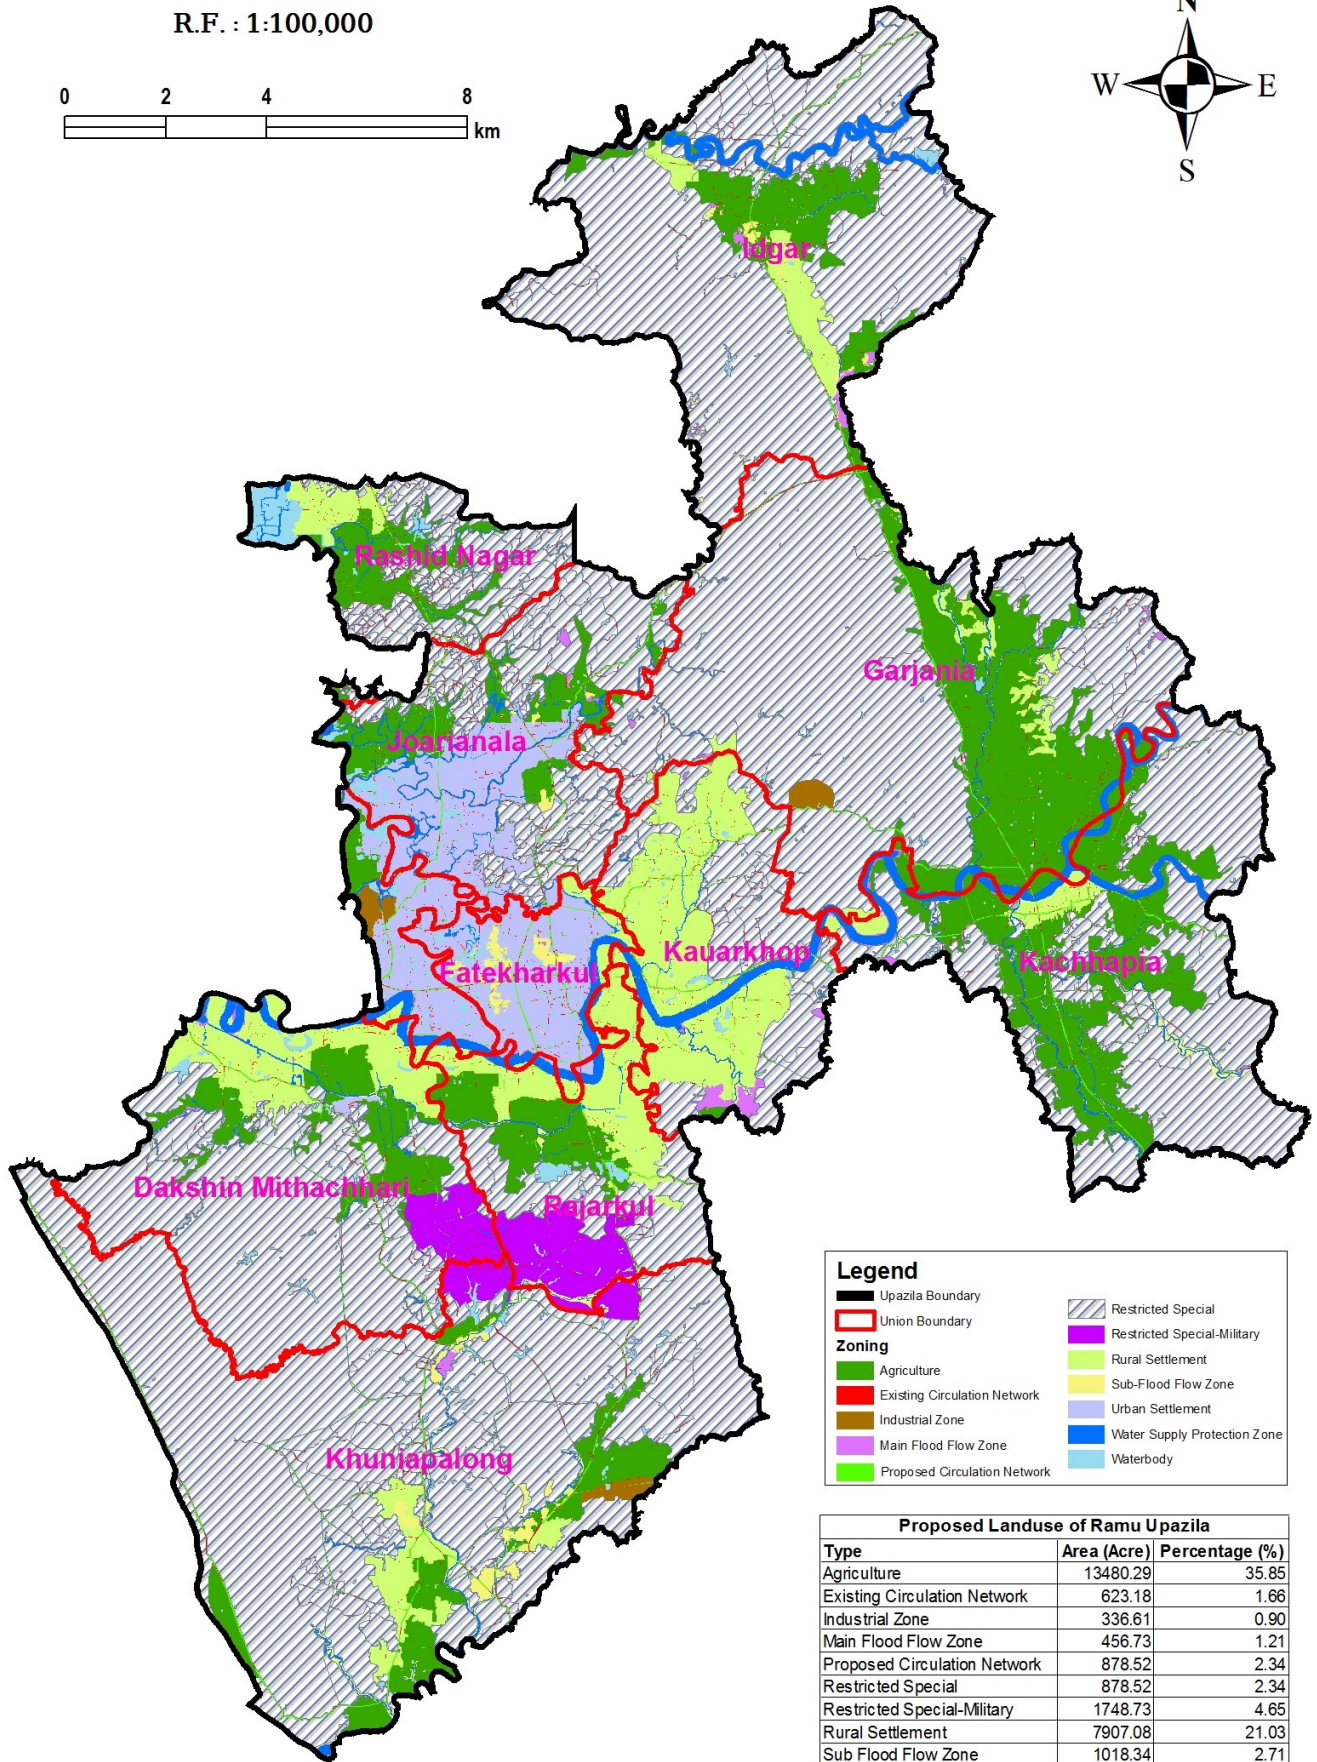 R.F. : 1:100,000
N
W E
S
0 2 4 8
km
Idgar
Rashid Nagar
Garjania
Joarianala
Kauarkhop
Fatekharkul
Kachhapia
Dakshin Mithachhari
Rajarkul
Khuniapalong
Legend
Upazila Boundary
Union Boundary
Zoning
Agriculture
Existing Circulation Network
Industrial Zone
Main Flood Flow Zone
Proposed Circulation Network
Restricted Special
Restricted Special-Military
Rural Settlement
Sub-Flood Flow Zone
Urban Settlement
Water Supply Protection Zone
Waterbody
Proposed Landuse of Ramu Upazila
Type Area (Acre) Percentage (%)
Agriculture 13480.29 35.85
Existing Circulation Network 623.18 1.66
Industrial Zone 336.61 0.90
Main Flood Flow Zone 456.73 1.21
Proposed Circulation Network 878.52 2.34
Restricted Special 878.52 2.34
Restricted Special-Military 1748.73 4.65
Rural Settlement 7907.08 21.03
Sub Flood Flow Zone 1018.34 2.71